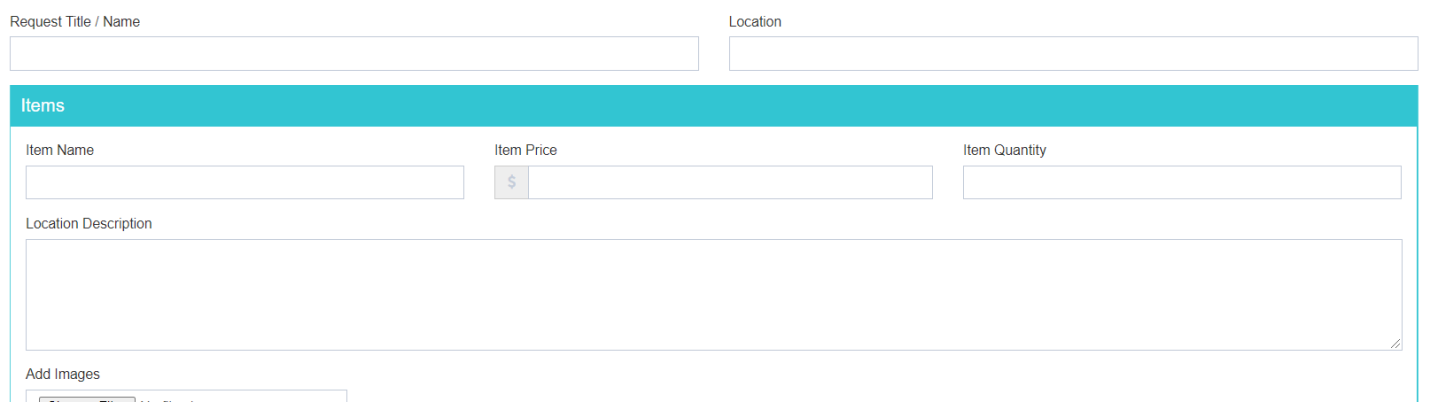 Request Title / Name Location
Items
Item Name Item Price Item Quantity
$
Location Description
Add Images